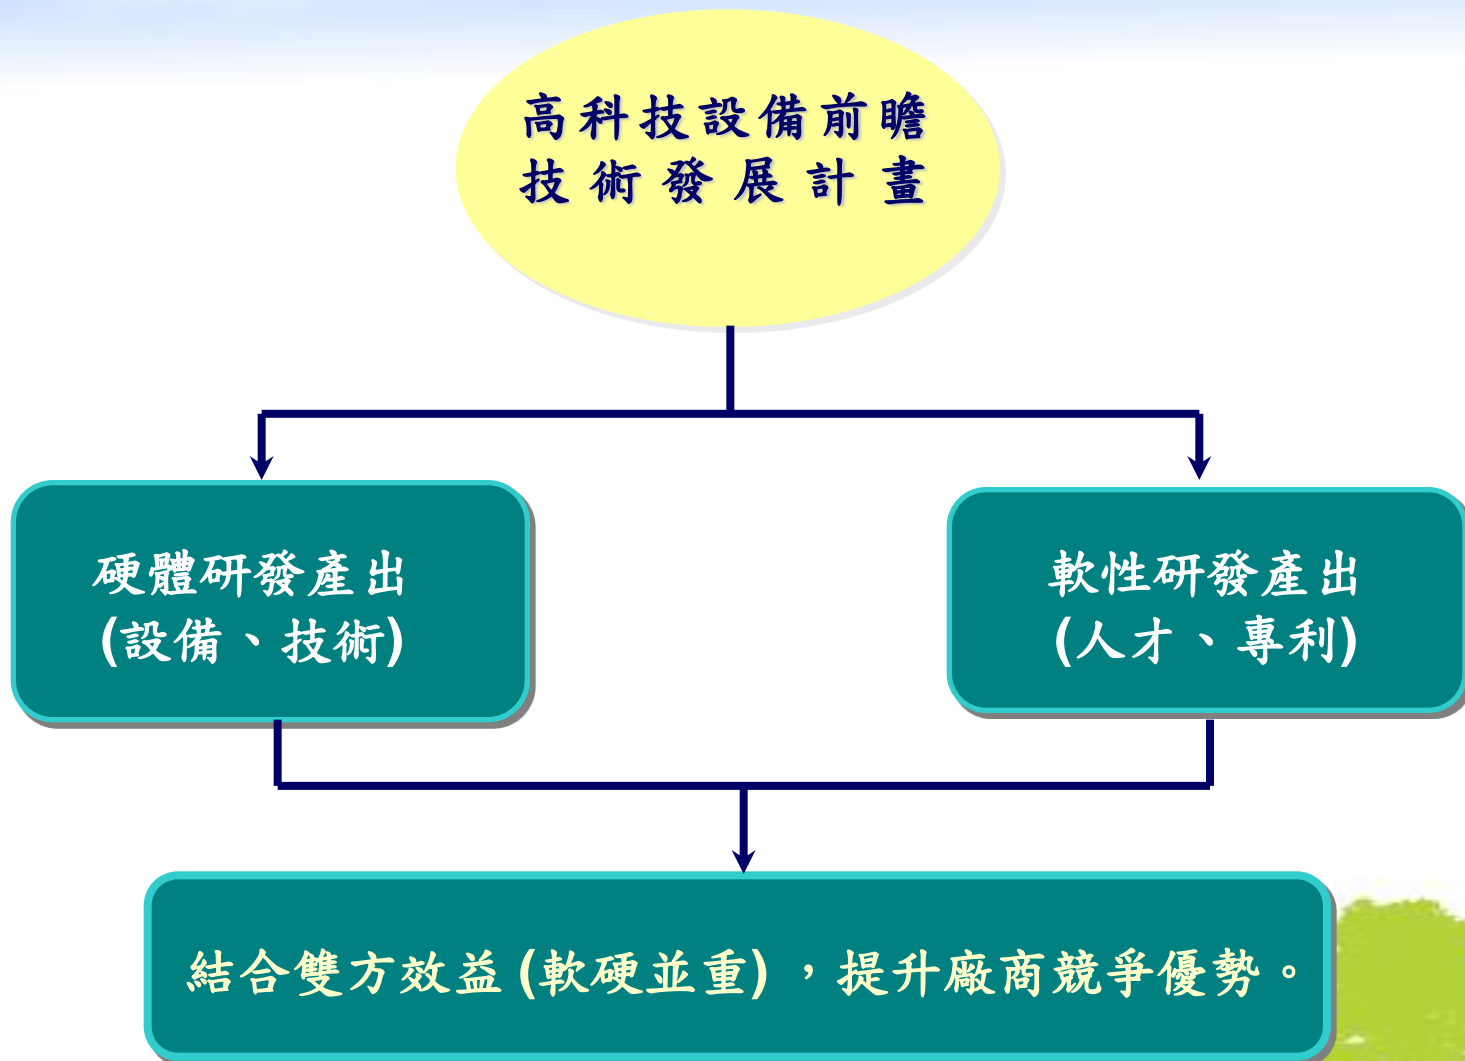 高科技設備前瞻
技術發展計畫
硬體研發產出
(設備、技術)
軟性研發產出
(人才、專利)
結合雙方效益(軟硬並重)，提升廠商競爭優勢。